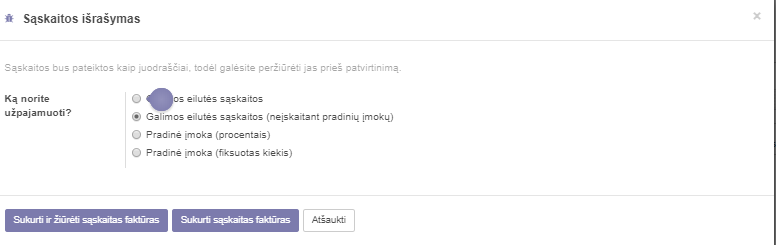 Sąskaitos išrašymas
×
Sąskaitos bus pateiktos kaip juodraščiai, todėl galėsite peržiūrėti jas prieš patvirtinimą.
Ką norite užpajamuoti?
eilutės sąskaitos
Galimos eilutės sąskaitos (neįskaitant pradinių įmokų)
Pradinė įmoka (procentais)
Pradinė įmoka (fiksuotas kiekis)
Sukurti ir žiūrėti sąskaitas faktūras Sukurti sąskaitas faktūras Atšaukti